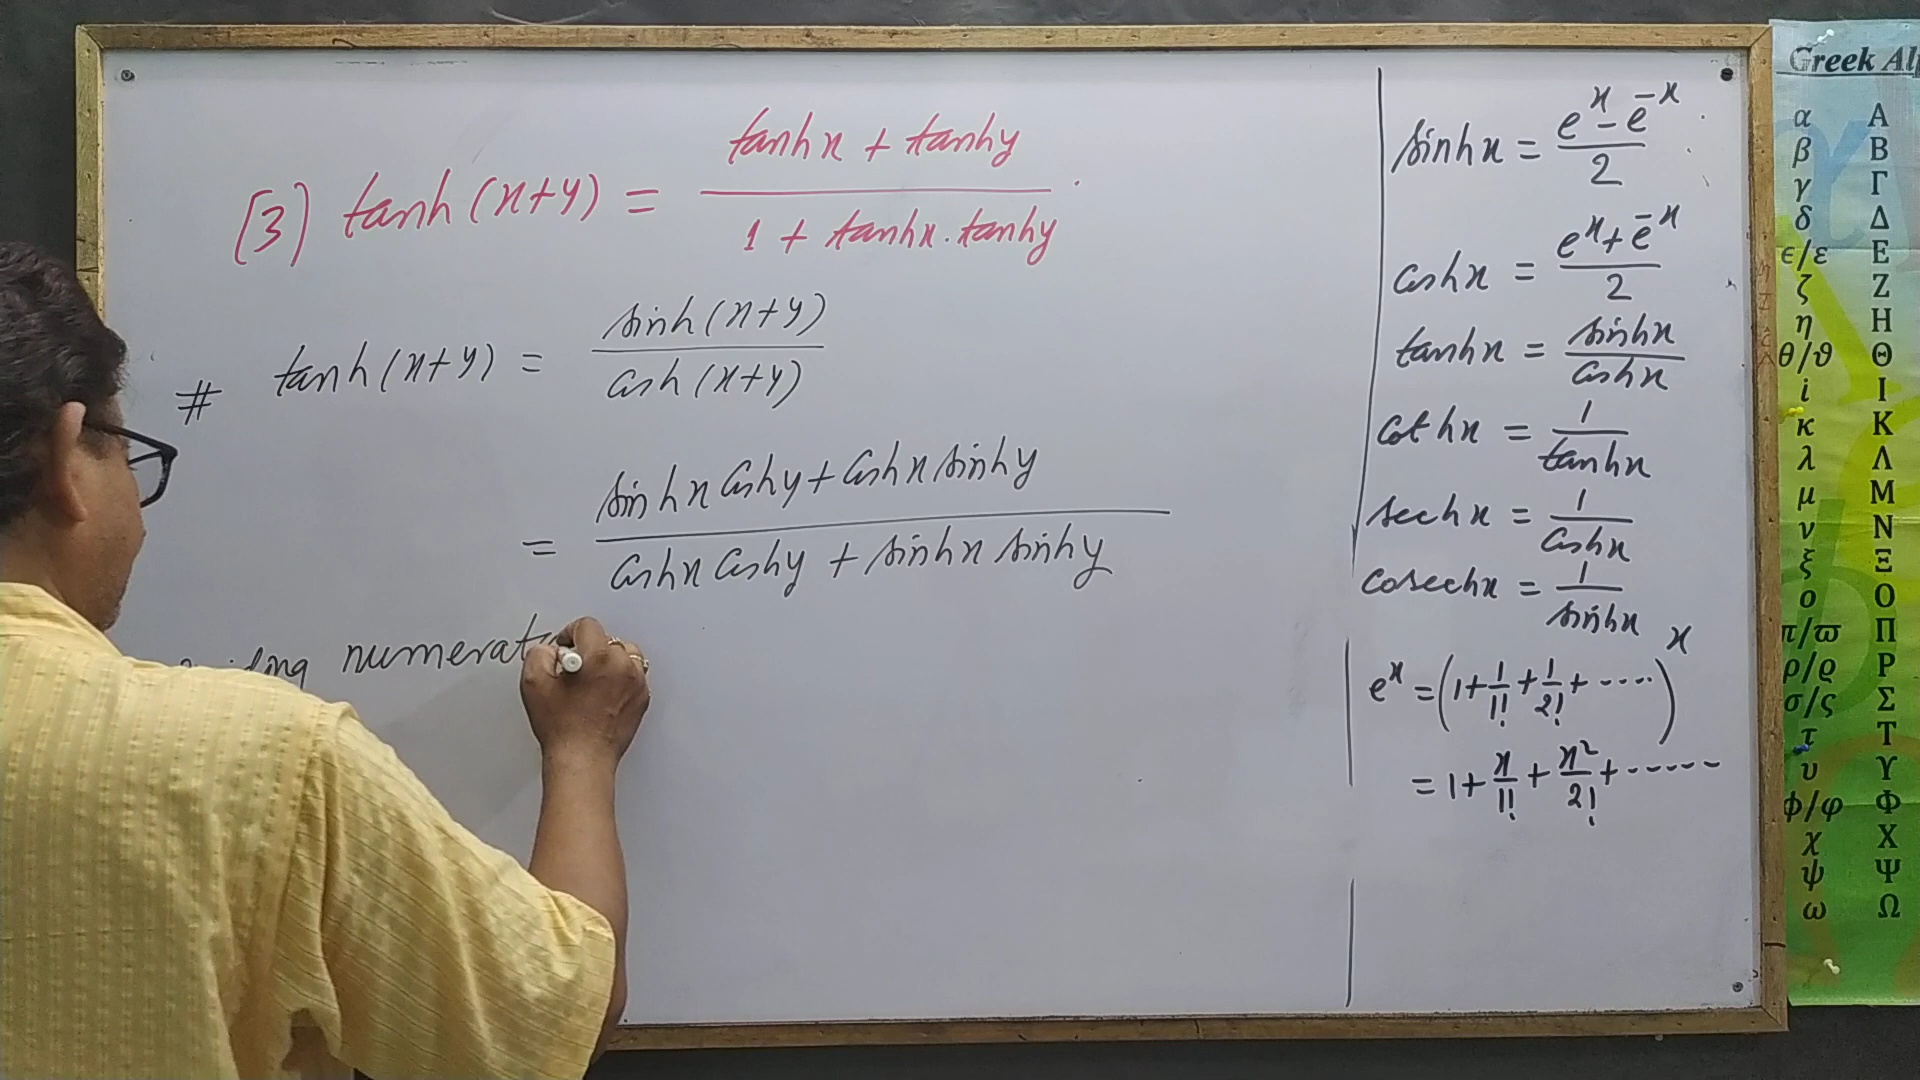 (3) tanh(x+y) = (tanhx + tanhy) / (1 + tanhx.tanhy)
# tanh(x+y) = sinh(x+y) / cosh(x+y)
= (sinhx coshy + coshx sinhy) / (coshx coshy + sinhx sinhy)
numerat
sinhx = (e^x - e^-x) / 2
coshx = (e^x + e^-x) / 2
tanhx = sinhx / coshx
cothx = 1 / tanhx
sechx = 1 / coshx
cosechx = 1 / sinhx
e^x = (1 + 1/1! + 1/2! + ....)^x
= 1 + x/1! + x²/2! + ......
Greek Al
α Α
β Β
γ Γ
δ Δ
ϵ/ε Ε
ζ Ζ
η Η
θ/ϑ Θ
i Ι
κ Κ
λ Λ
μ Μ
ν Ν
ξ Ξ
ο Ο
π/ϖ Π
ρ/ϱ Ρ
σ/ς Σ
τ Τ
υ Υ
ϕ/φ Φ
χ Χ
ψ Ψ
ω Ω